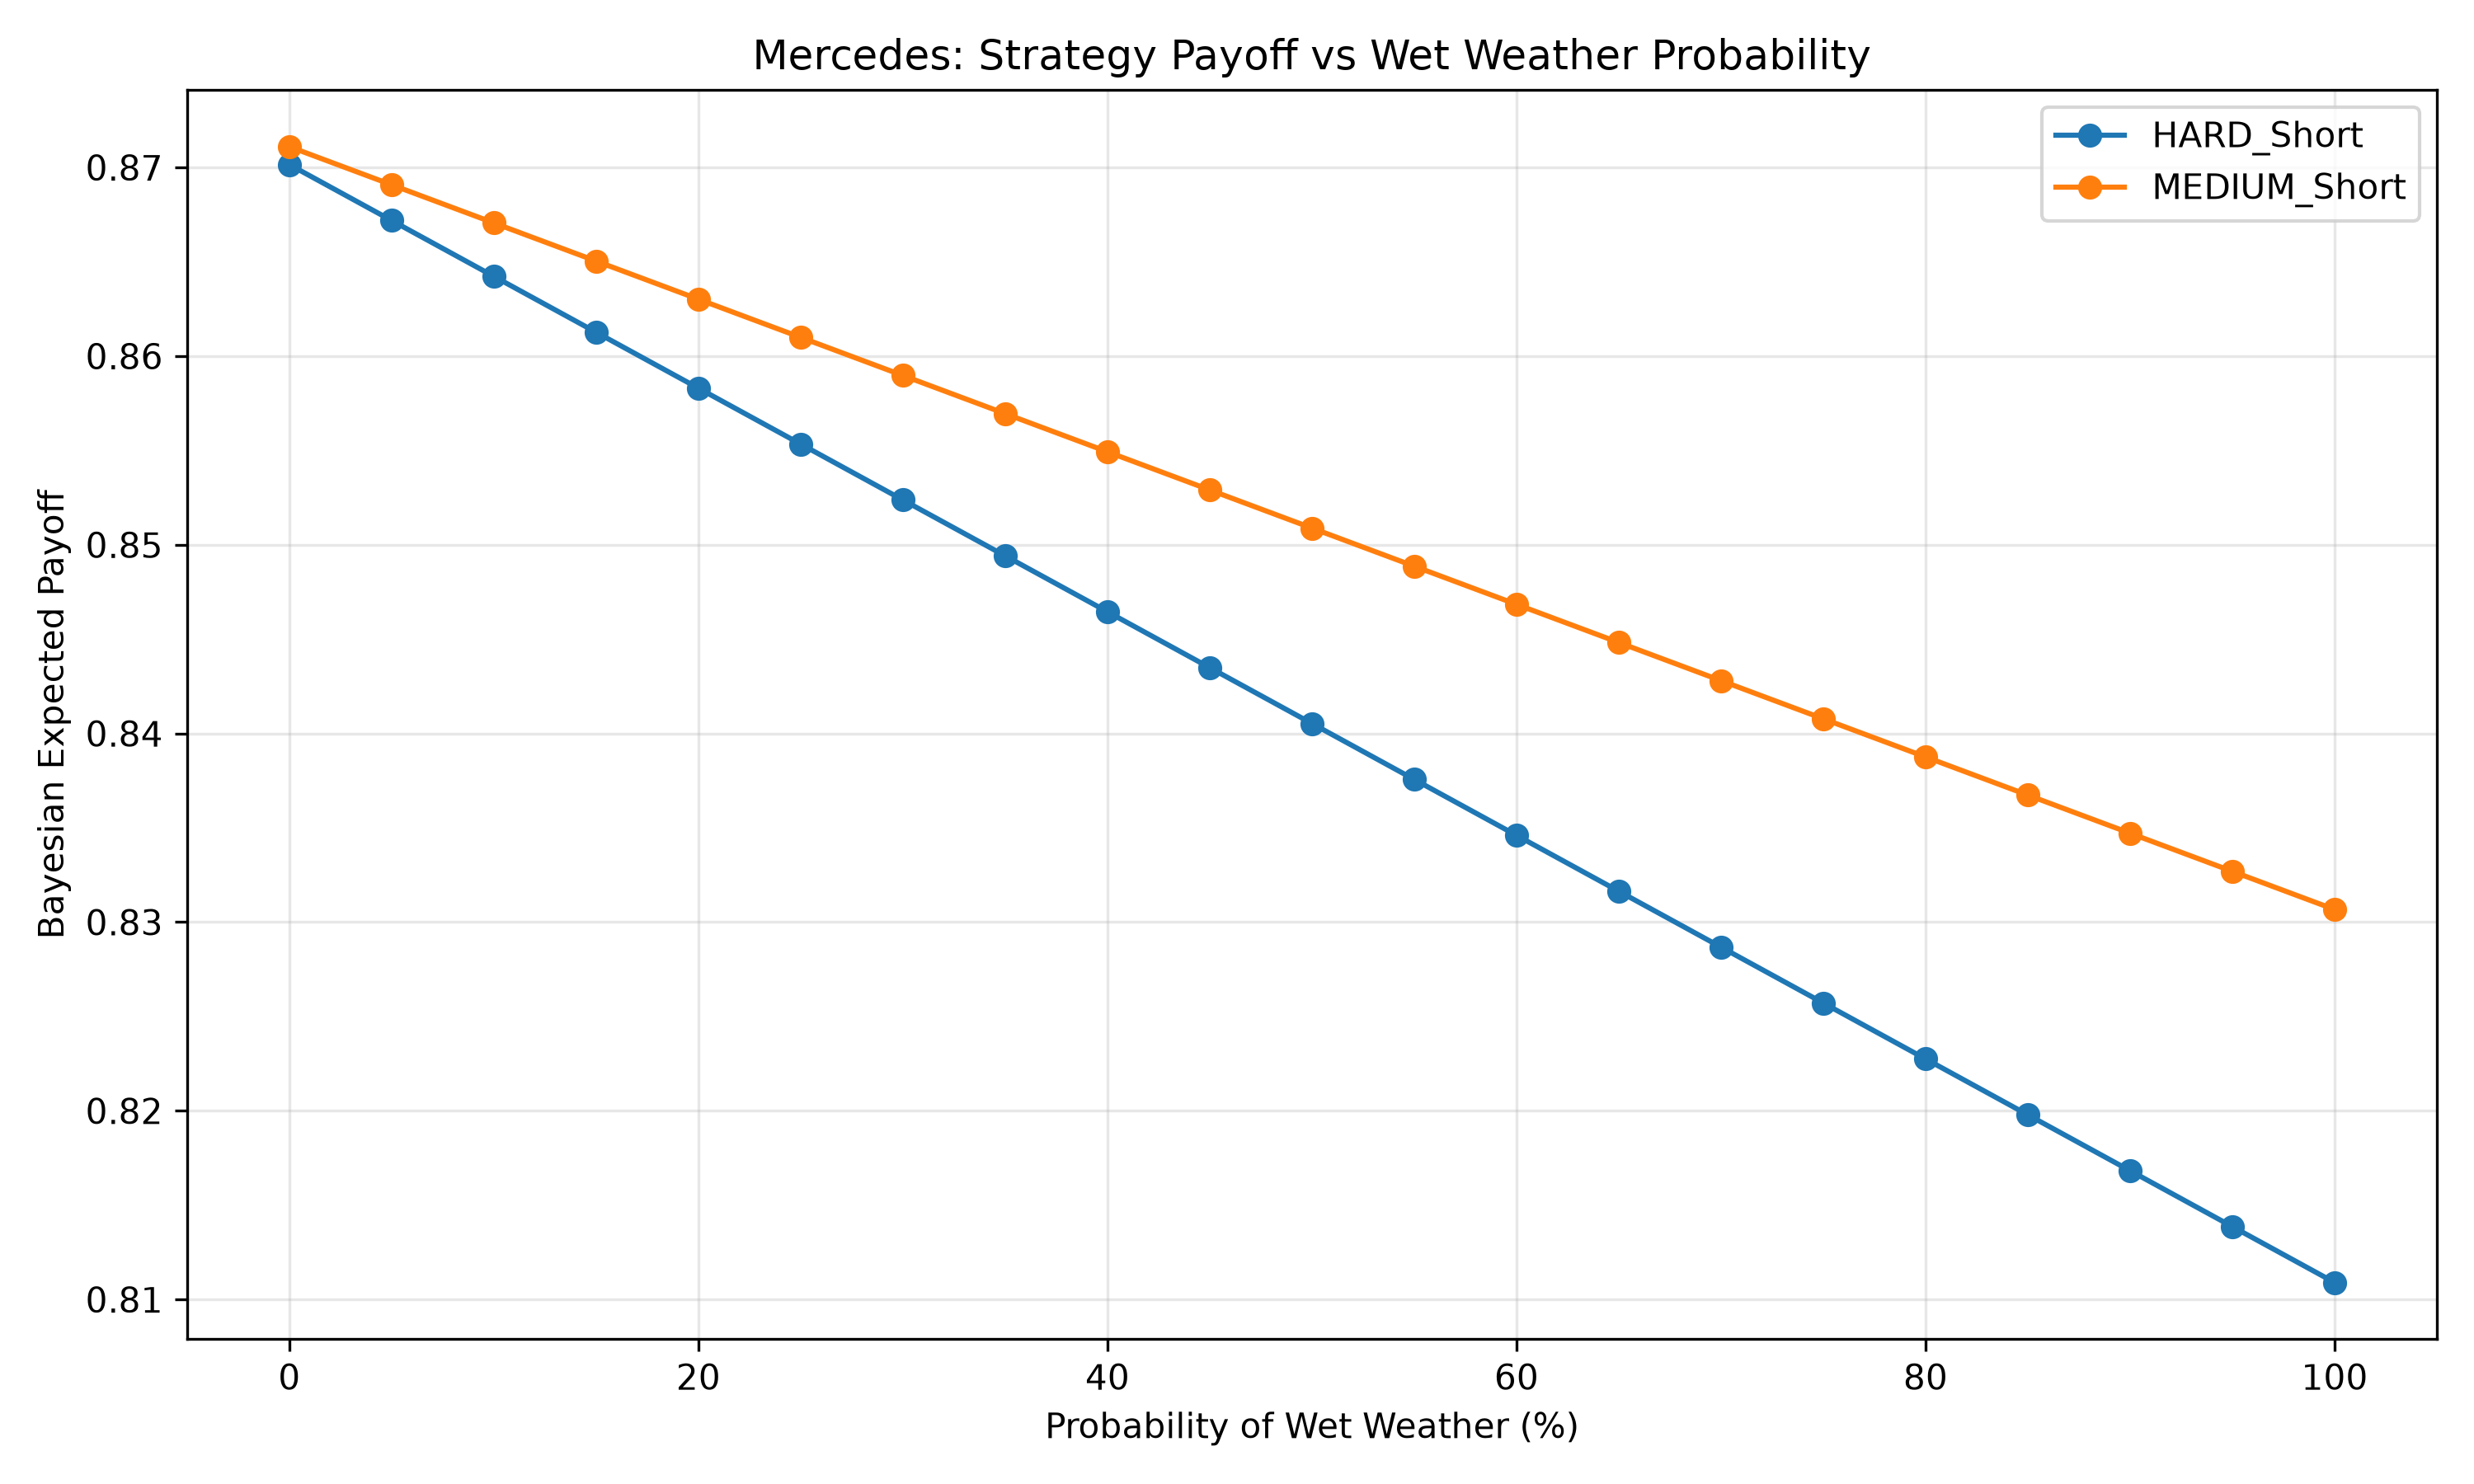 Mercedes: Strategy Payoff vs Wet Weather Probability
HARD_Short
MEDIUM_Short
Bayesian Expected Payoff
0.87
0.86
0.85
0.84
0.83
0.82
0.81
0 20 40 60 80 100
Probability of Wet Weather (%)